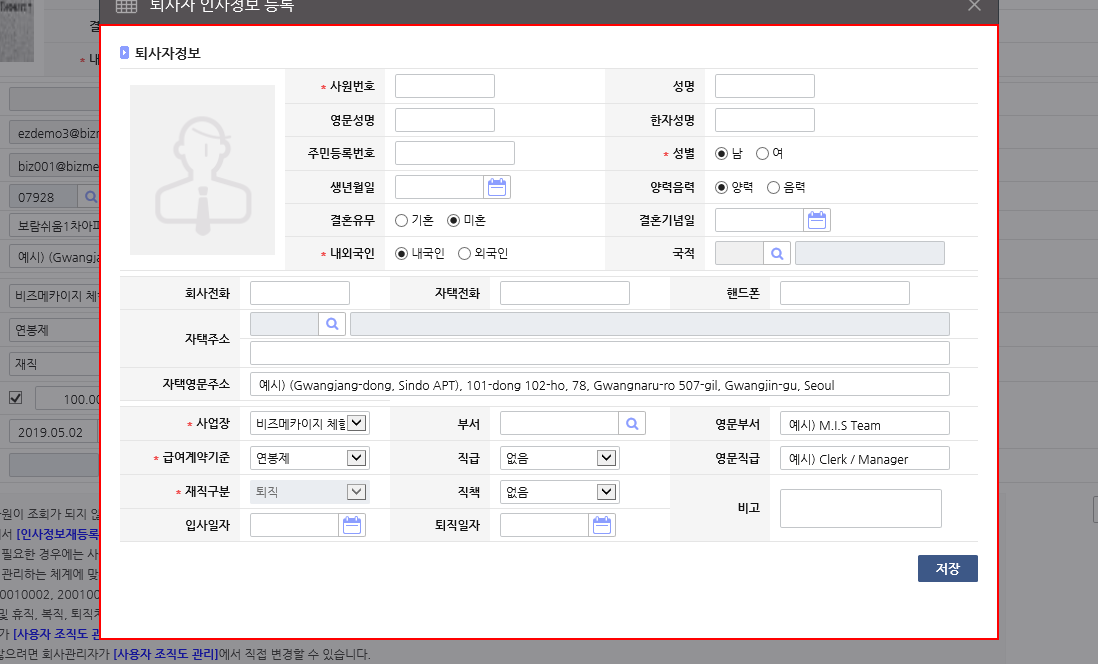 퇴사자 인사정보 등록
퇴사자정보
* 사원번호 성명
영문성명 한자성명
주민등록번호 * 성별 남 여
생년월일 양력음력 양력 음력
결혼유무 기혼 미혼 결혼기념일
* 내외국인 내국인 외국인 국적
회사전화 자택전화 핸드폰
자택주소
자택영문주소 예시) (Gwangjang-dong, Sindo APT), 101-dong 102-ho, 78, Gwangnaru-ro 507-gil, Gwangjin-gu, Seoul
* 사업장 비즈메카이지 체험 부서 영문부서 예시) M.I.S Team
* 급여계약기준 연봉제 직급 없음 영문직급 예시) Clerk / Manager
* 재직구분 퇴직 직책 없음 비고
입사일자 퇴직일자
저장
결
* 내
ezdemo3@bizm
biz001@bizme
07928
보람쉬움1차아파
예시) (Gwangja
비즈메카이지 체
연봉제
재직
100.00
2019.05.02
사원이 조회가 되지 않
에서 [인사정보재등록
필요한 경우에는 사
관리하는 체계에 맞
0010002, 200100
및 휴직, 복직, 퇴직
가 [사용자 조직도 관
않으려면 회사관리자가 [사용자 조직도 관리]에서 직접 변경할 수 있습니다.